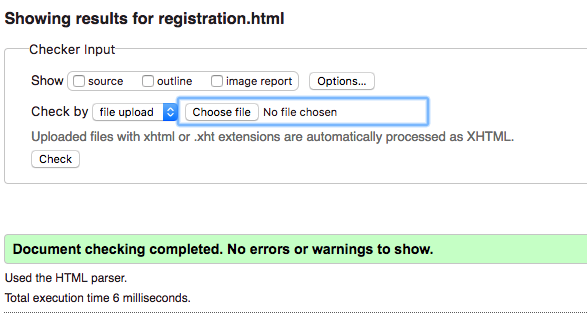 Showing results for registration.html
Checker Input
Show source outline image report Options...
Check by file upload Choose file No file chosen
Uploaded files with xhtml or .xht extensions are automatically processed as XHTML.
Check
Document checking completed. No errors or warnings to show.
Used the HTML parser.
Total execution time 6 milliseconds.